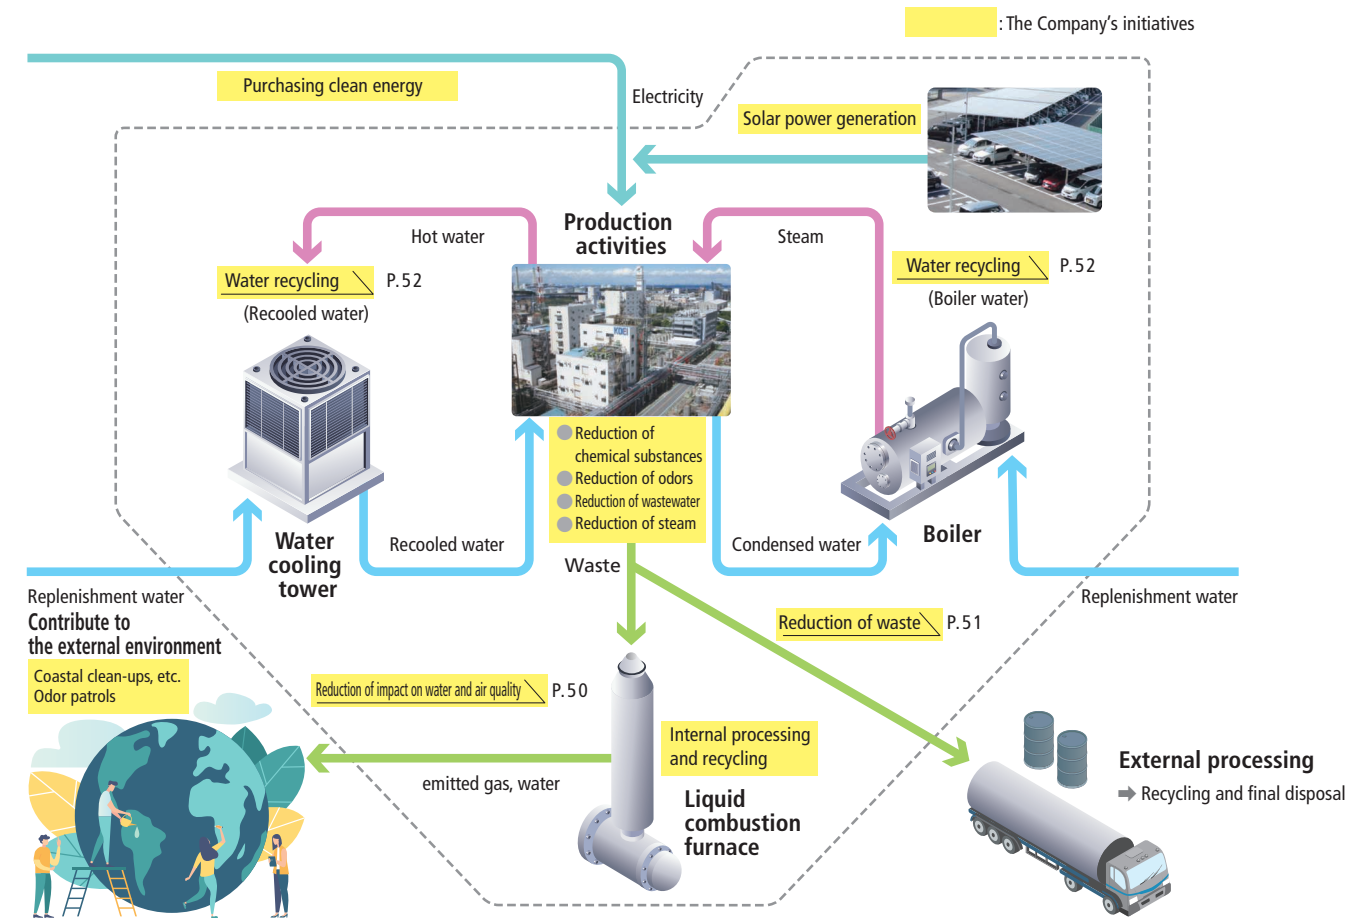 : The Company's initiatives
Purchasing clean energy
Electricity
Solar power generation
Production
activities
Hot water
Steam
Water recycling P.52
(Recooled water)
Water recycling P.52
(Boiler water)
Reduction of
chemical substances
Reduction of odors
Reduction of wastewater
Reduction of steam
Water
cooling
tower
Recooled water
Condensed water
Boiler
Waste
Replenishment water
Replenishment water
Contribute to
the external environment
Coastal clean-ups, etc.
Odor patrols
Reduction of waste P.51
Reduction of impact on water and air quality P.50
Internal processing
and recycling
emitted gas, water
Liquid
combustion
furnace
External processing
➡ Recycling and final disposal